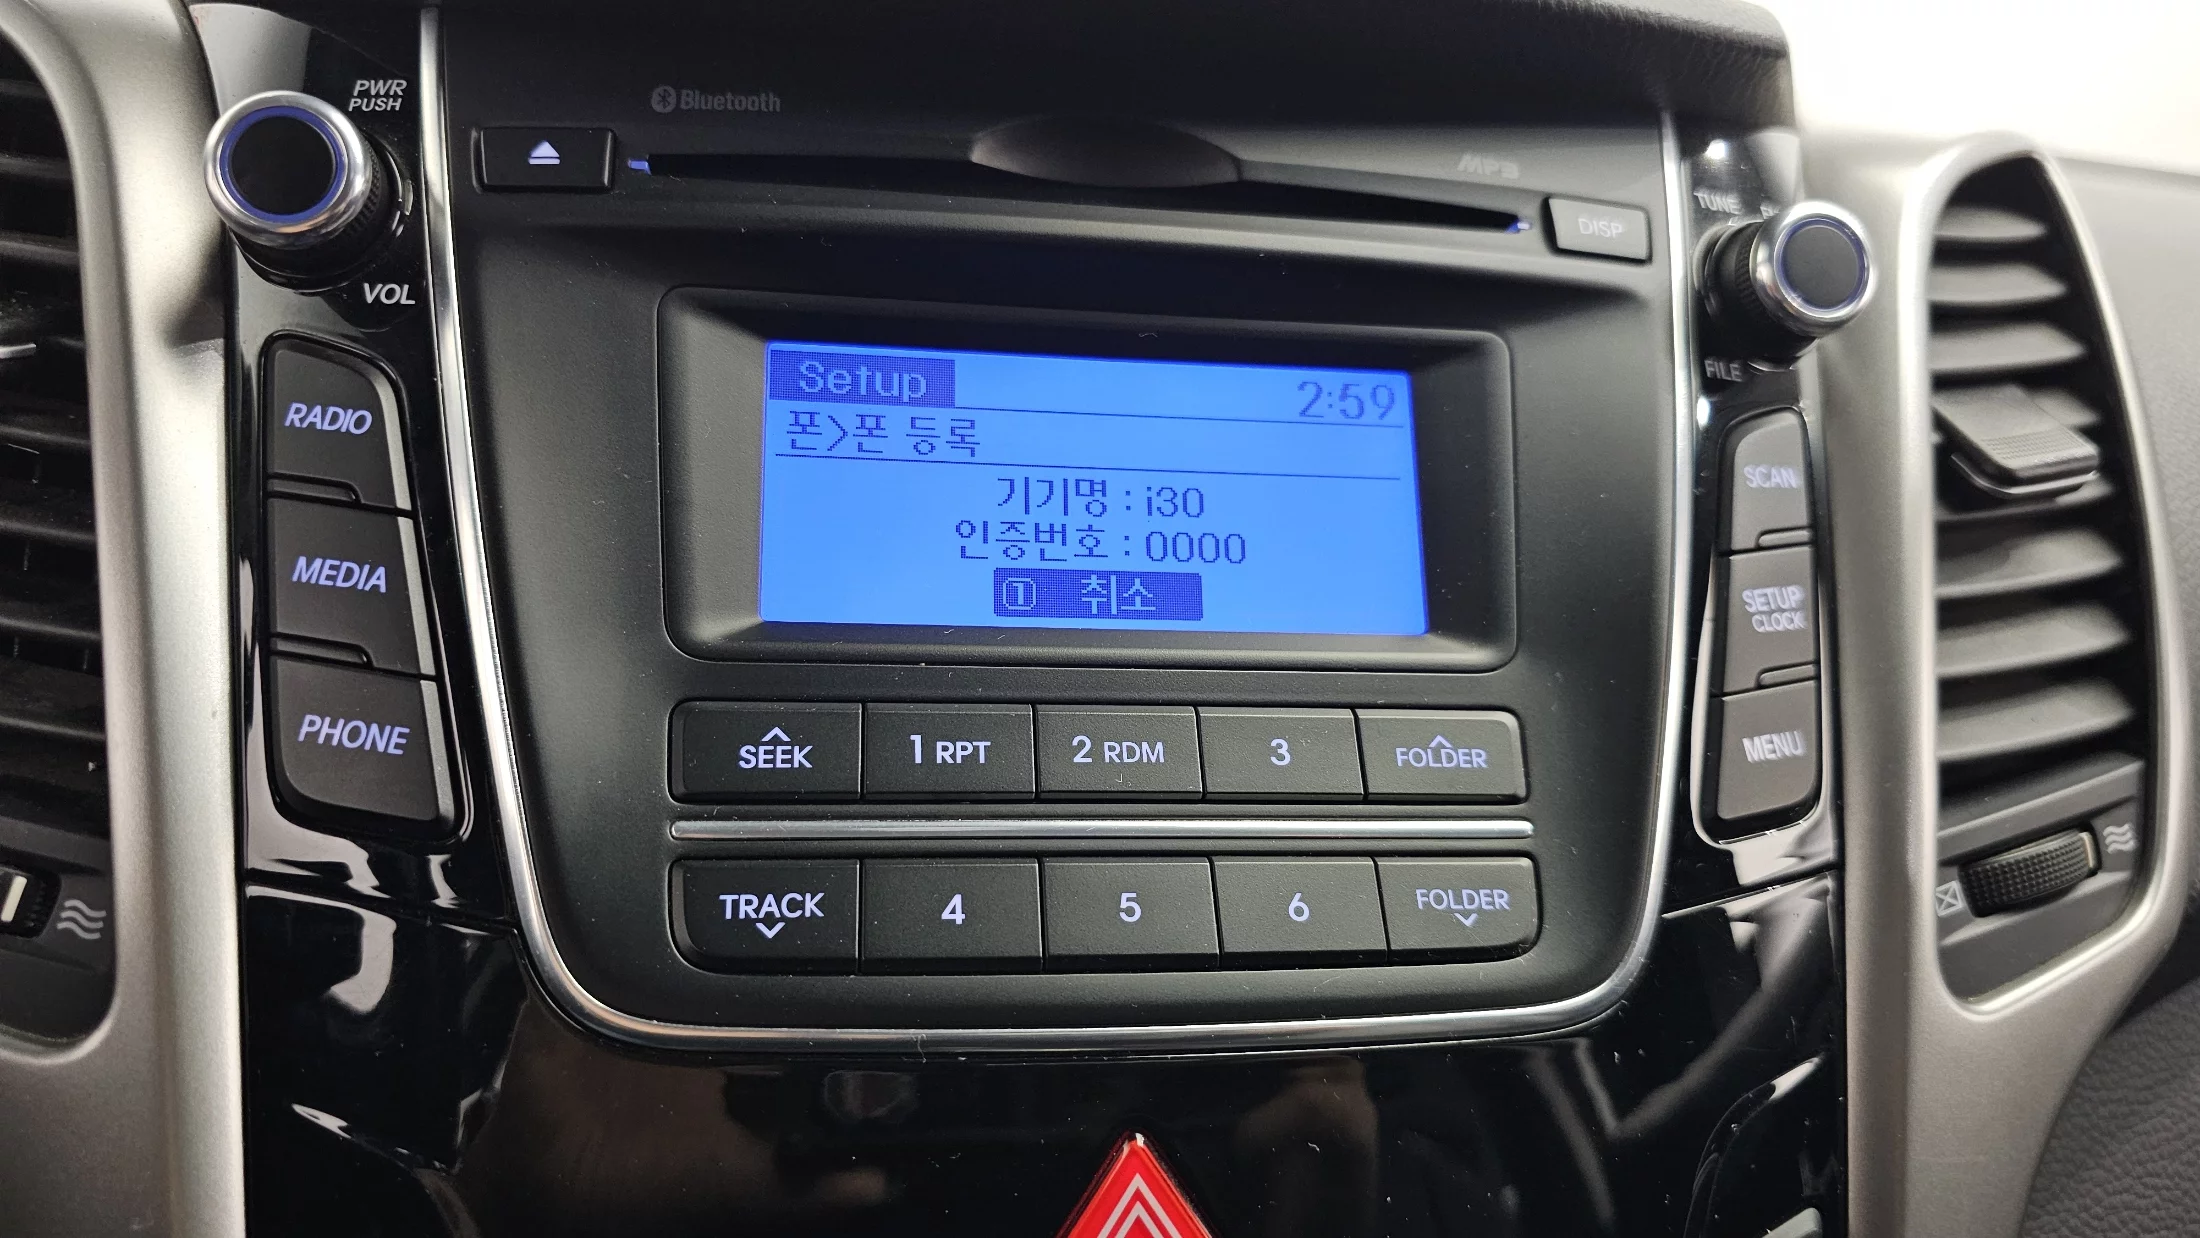 PWR
PUSH
Bluetooth
MP3
DISP
TUNE
VOL
FILE
RADIO
MEDIA
PHONE
Setup 2:59
폰>폰 등록
기기명 : i30
인증번호 : 0000
① 취소
SCAN
SETUP
CLOCK
MENU
SEEK 1 RPT 2 RDM 3 FOLDER
TRACK 4 5 6 FOLDER